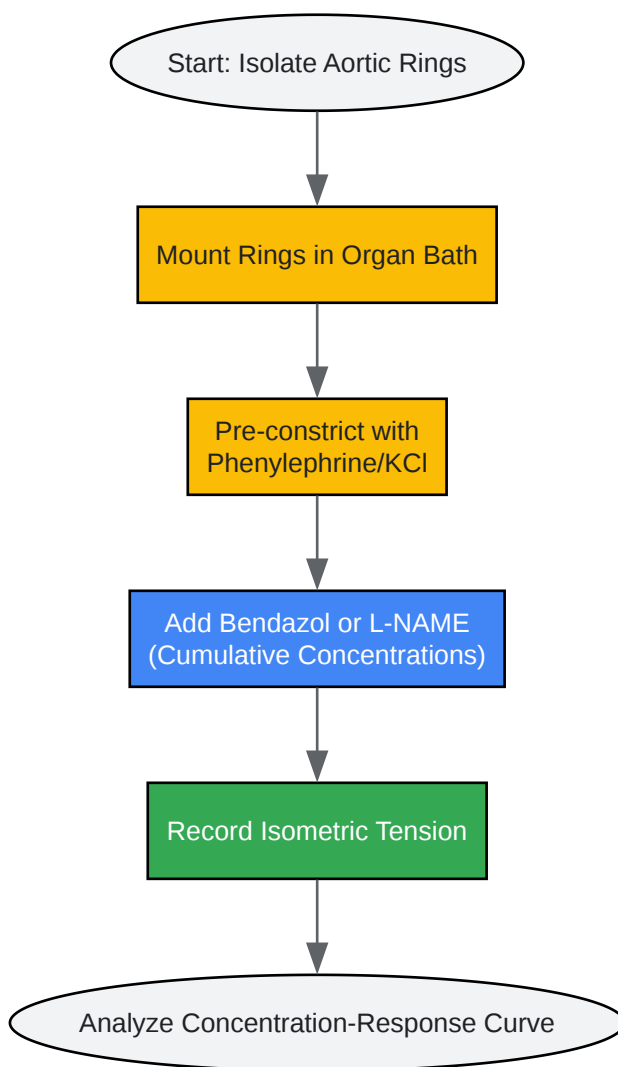 Start: Isolate Aortic Rings
Mount Rings in Organ Bath
Pre-constrict with
Phenylephrine/KCl
Add Bendazol or L-NAME
(Cumulative Concentrations)
Record Isometric Tension
Analyze Concentration-Response Curve